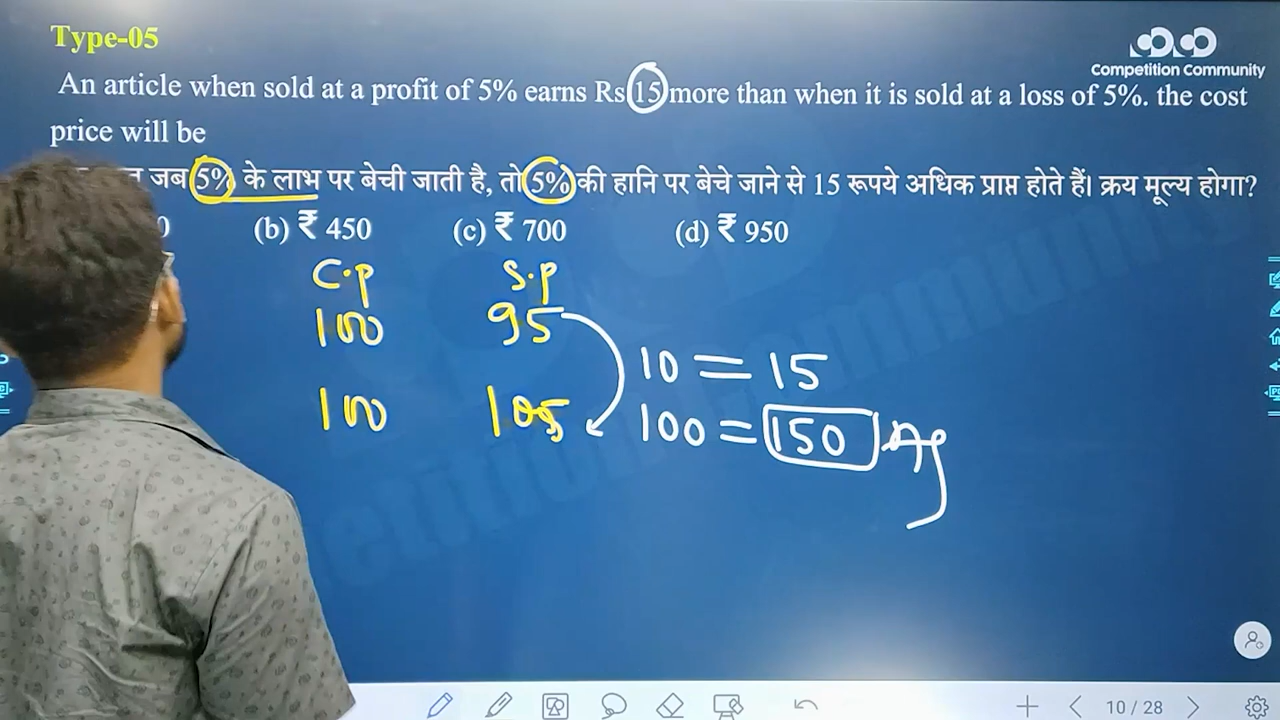 Type-05
Competition Community
An article when sold at a profit of 5% earns Rs 15 more than when it is sold at a loss of 5%. the cost
price will be
जब 5% के लाभ पर बेची जाती है, तो 5% की हानि पर बेचे जाने से 15 रूपये अधिक प्राप्त होते हैं। क्रय मूल्य होगा?
(b) ₹ 450 (c) ₹ 700 (d) ₹ 950
C.P S.P
100 95
10 = 15
100 105
100 = 150
10 / 28